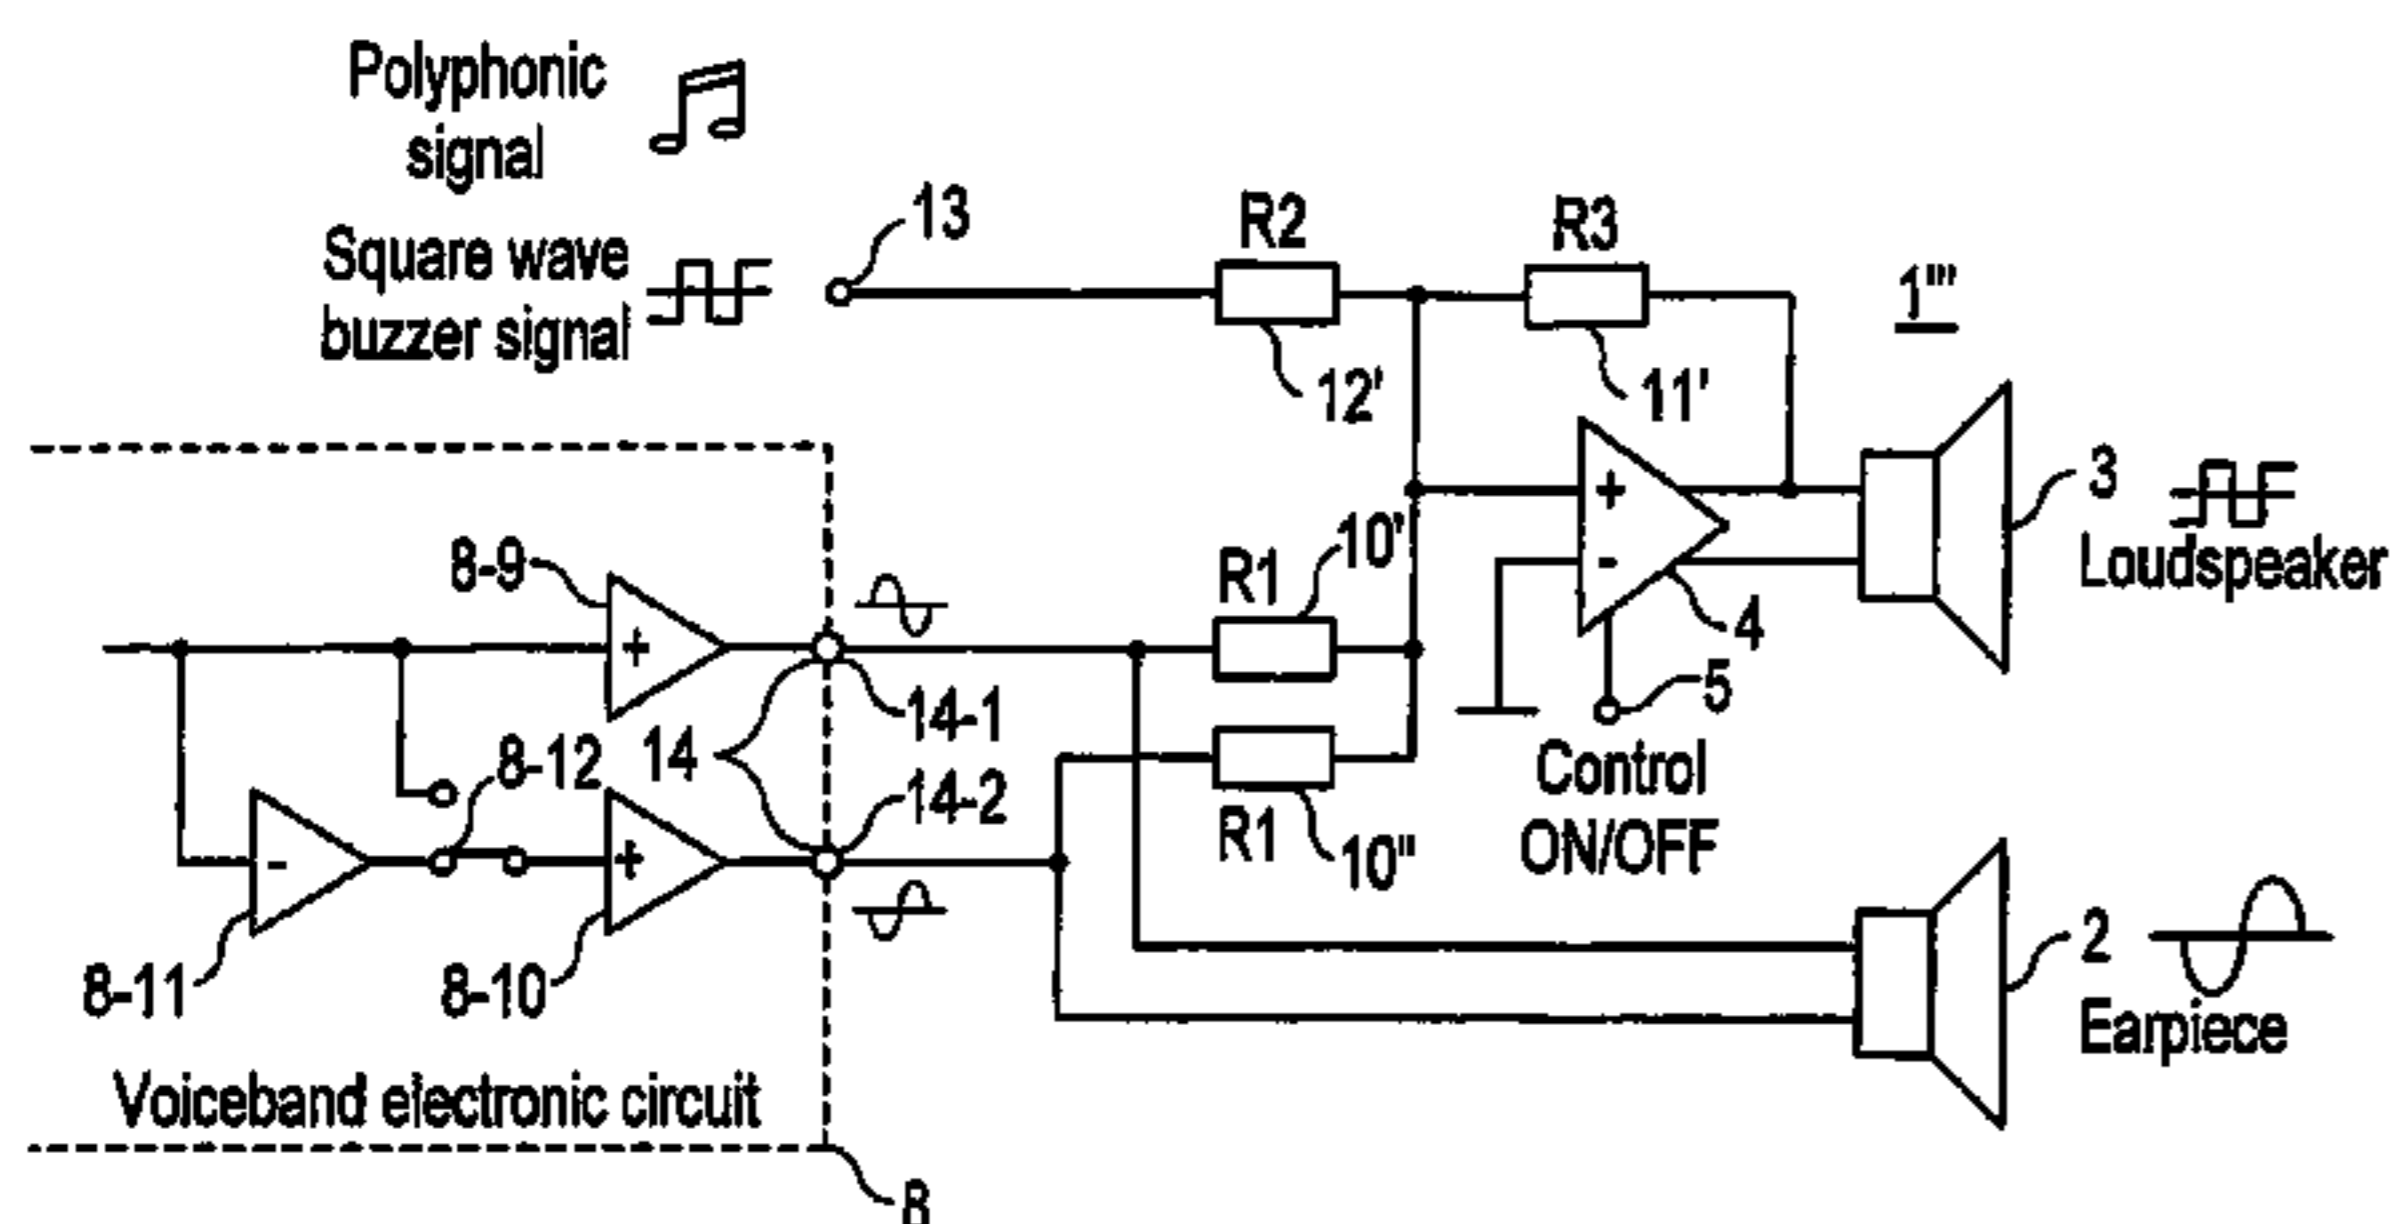 Polyphonic
signal
Square wave
buzzer signal
13
R2
R3
1'''
12'
11'
3
Loudspeaker
+
-
4
5
Control
ON/OFF
8-9
+
10'
R1
14-1
14
14-2
8-12
R1
10"
-
+
8-11
8-10
2
Earpiece
Voiceband electronic circuit
8